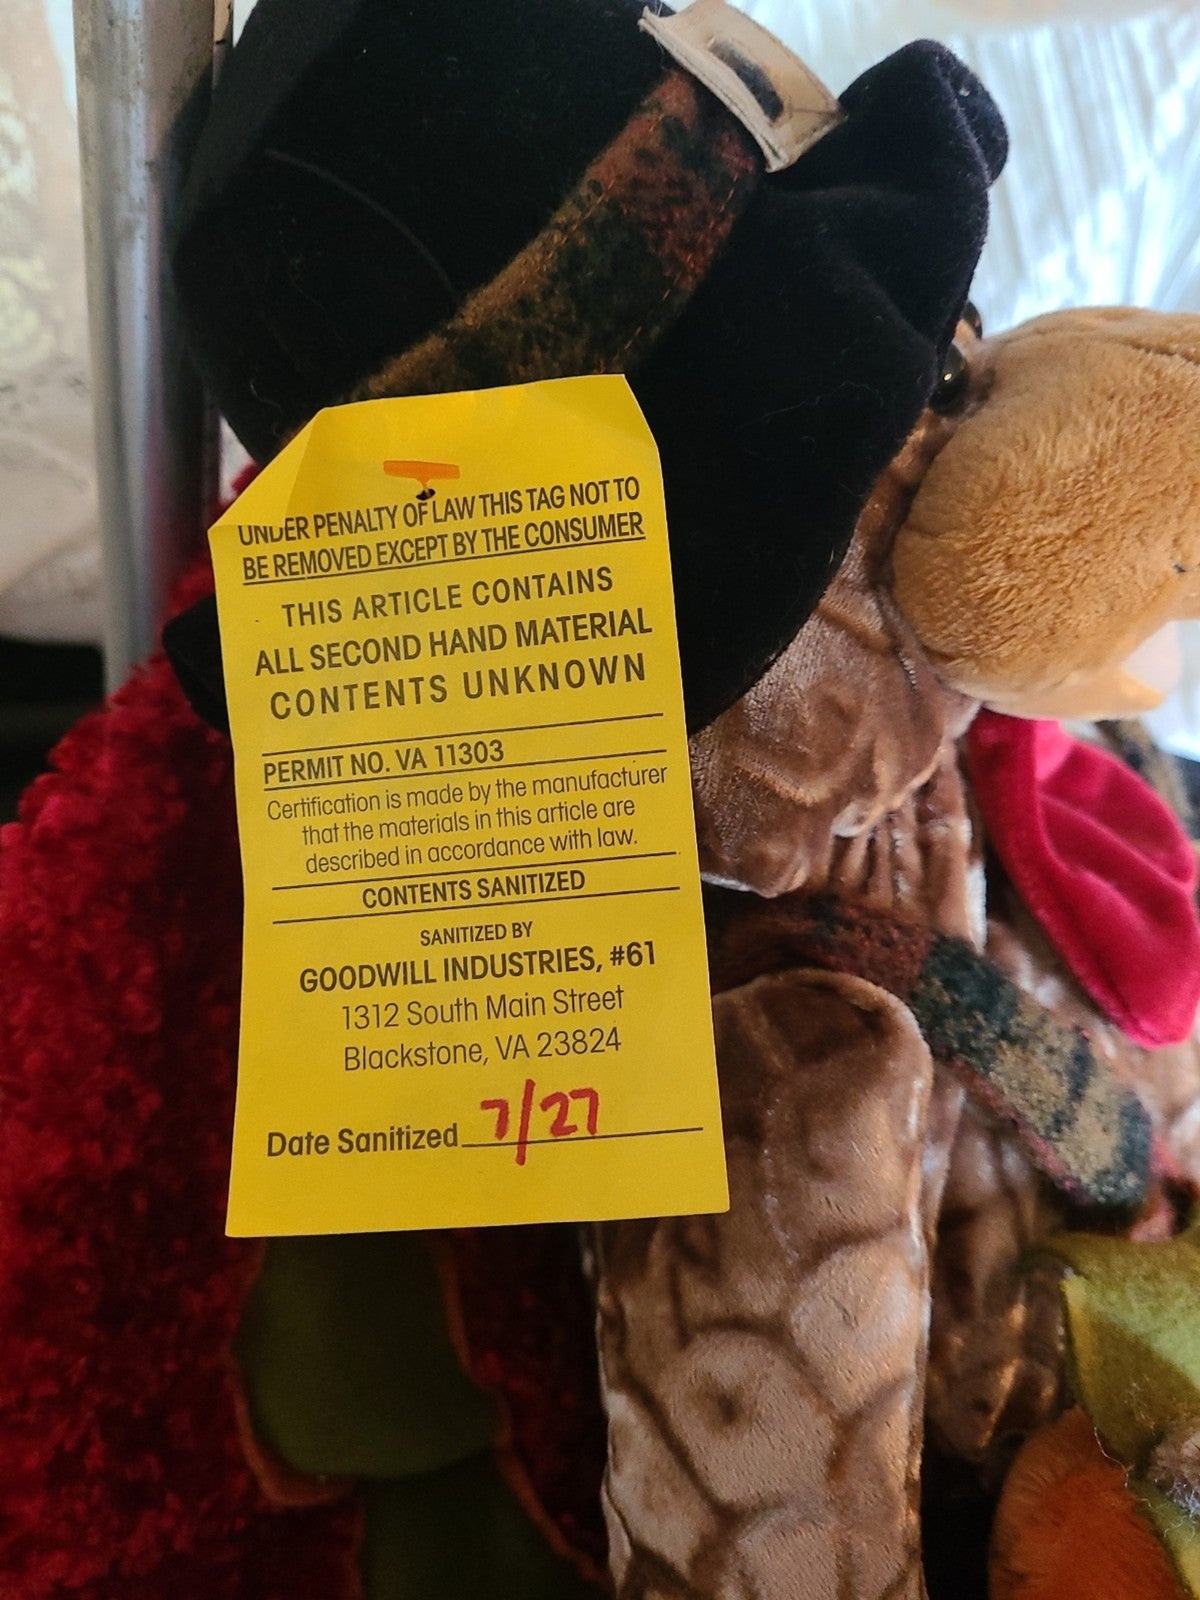 UNDER PENALTY OF LAW THIS TAG NOT TO
BE REMOVED EXCEPT BY THE CONSUMER
THIS ARTICLE CONTAINS
ALL SECOND HAND MATERIAL
CONTENTS UNKNOWN
PERMIT NO. VA 11303
Certification is made by the manufacturer
that the materials in this article are
described in accordance with law.
CONTENTS SANITIZED
SANITIZED BY
GOODWILL INDUSTRIES, #61
1312 South Main Street
Blackstone, VA 23824
Date Sanitized 7/27